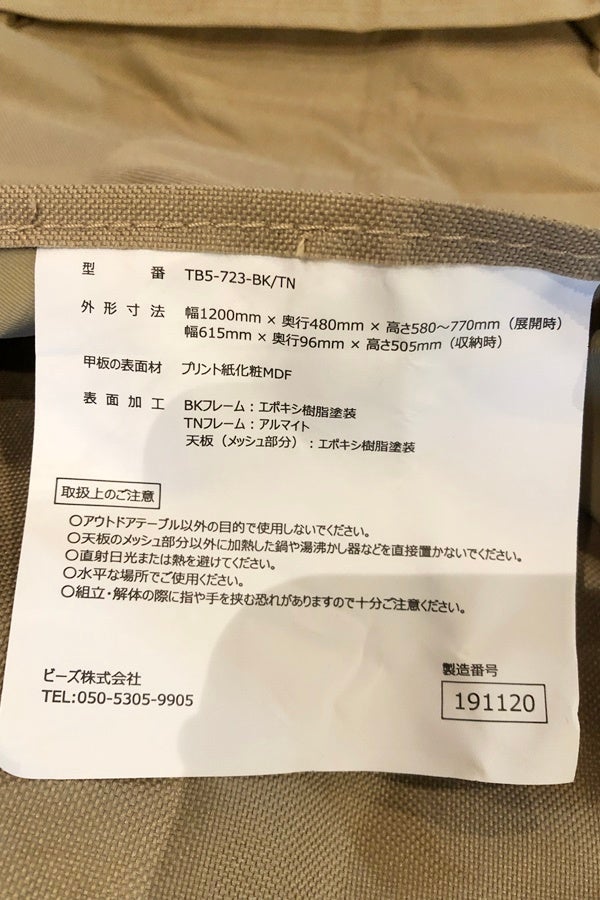 型番 TB5-723-BK/TN
外形寸法 幅1200mm × 奥行480mm × 高さ580～770mm（展開時）
幅615mm × 奥行96mm × 高さ505mm（収納時）
甲板の表面材 プリント紙化粧MDF
表面加工 BKフレーム：エポキシ樹脂塗装
TNフレーム：アルマイト
天板（メッシュ部分）：エポキシ樹脂塗装
取扱上のご注意
○アウトドアテーブル以外の目的で使用しないでください。
○天板のメッシュ部分以外に加熱した鍋や湯沸かし器などを直接置かないでください。
○直射日光または熱を避けてください。
○水平な場所でご使用ください。
○組立・解体の際に指や手を挟む恐れがありますので十分ご注意ください。
ビーズ株式会社
TEL:050-5305-9905
製造番号
191120